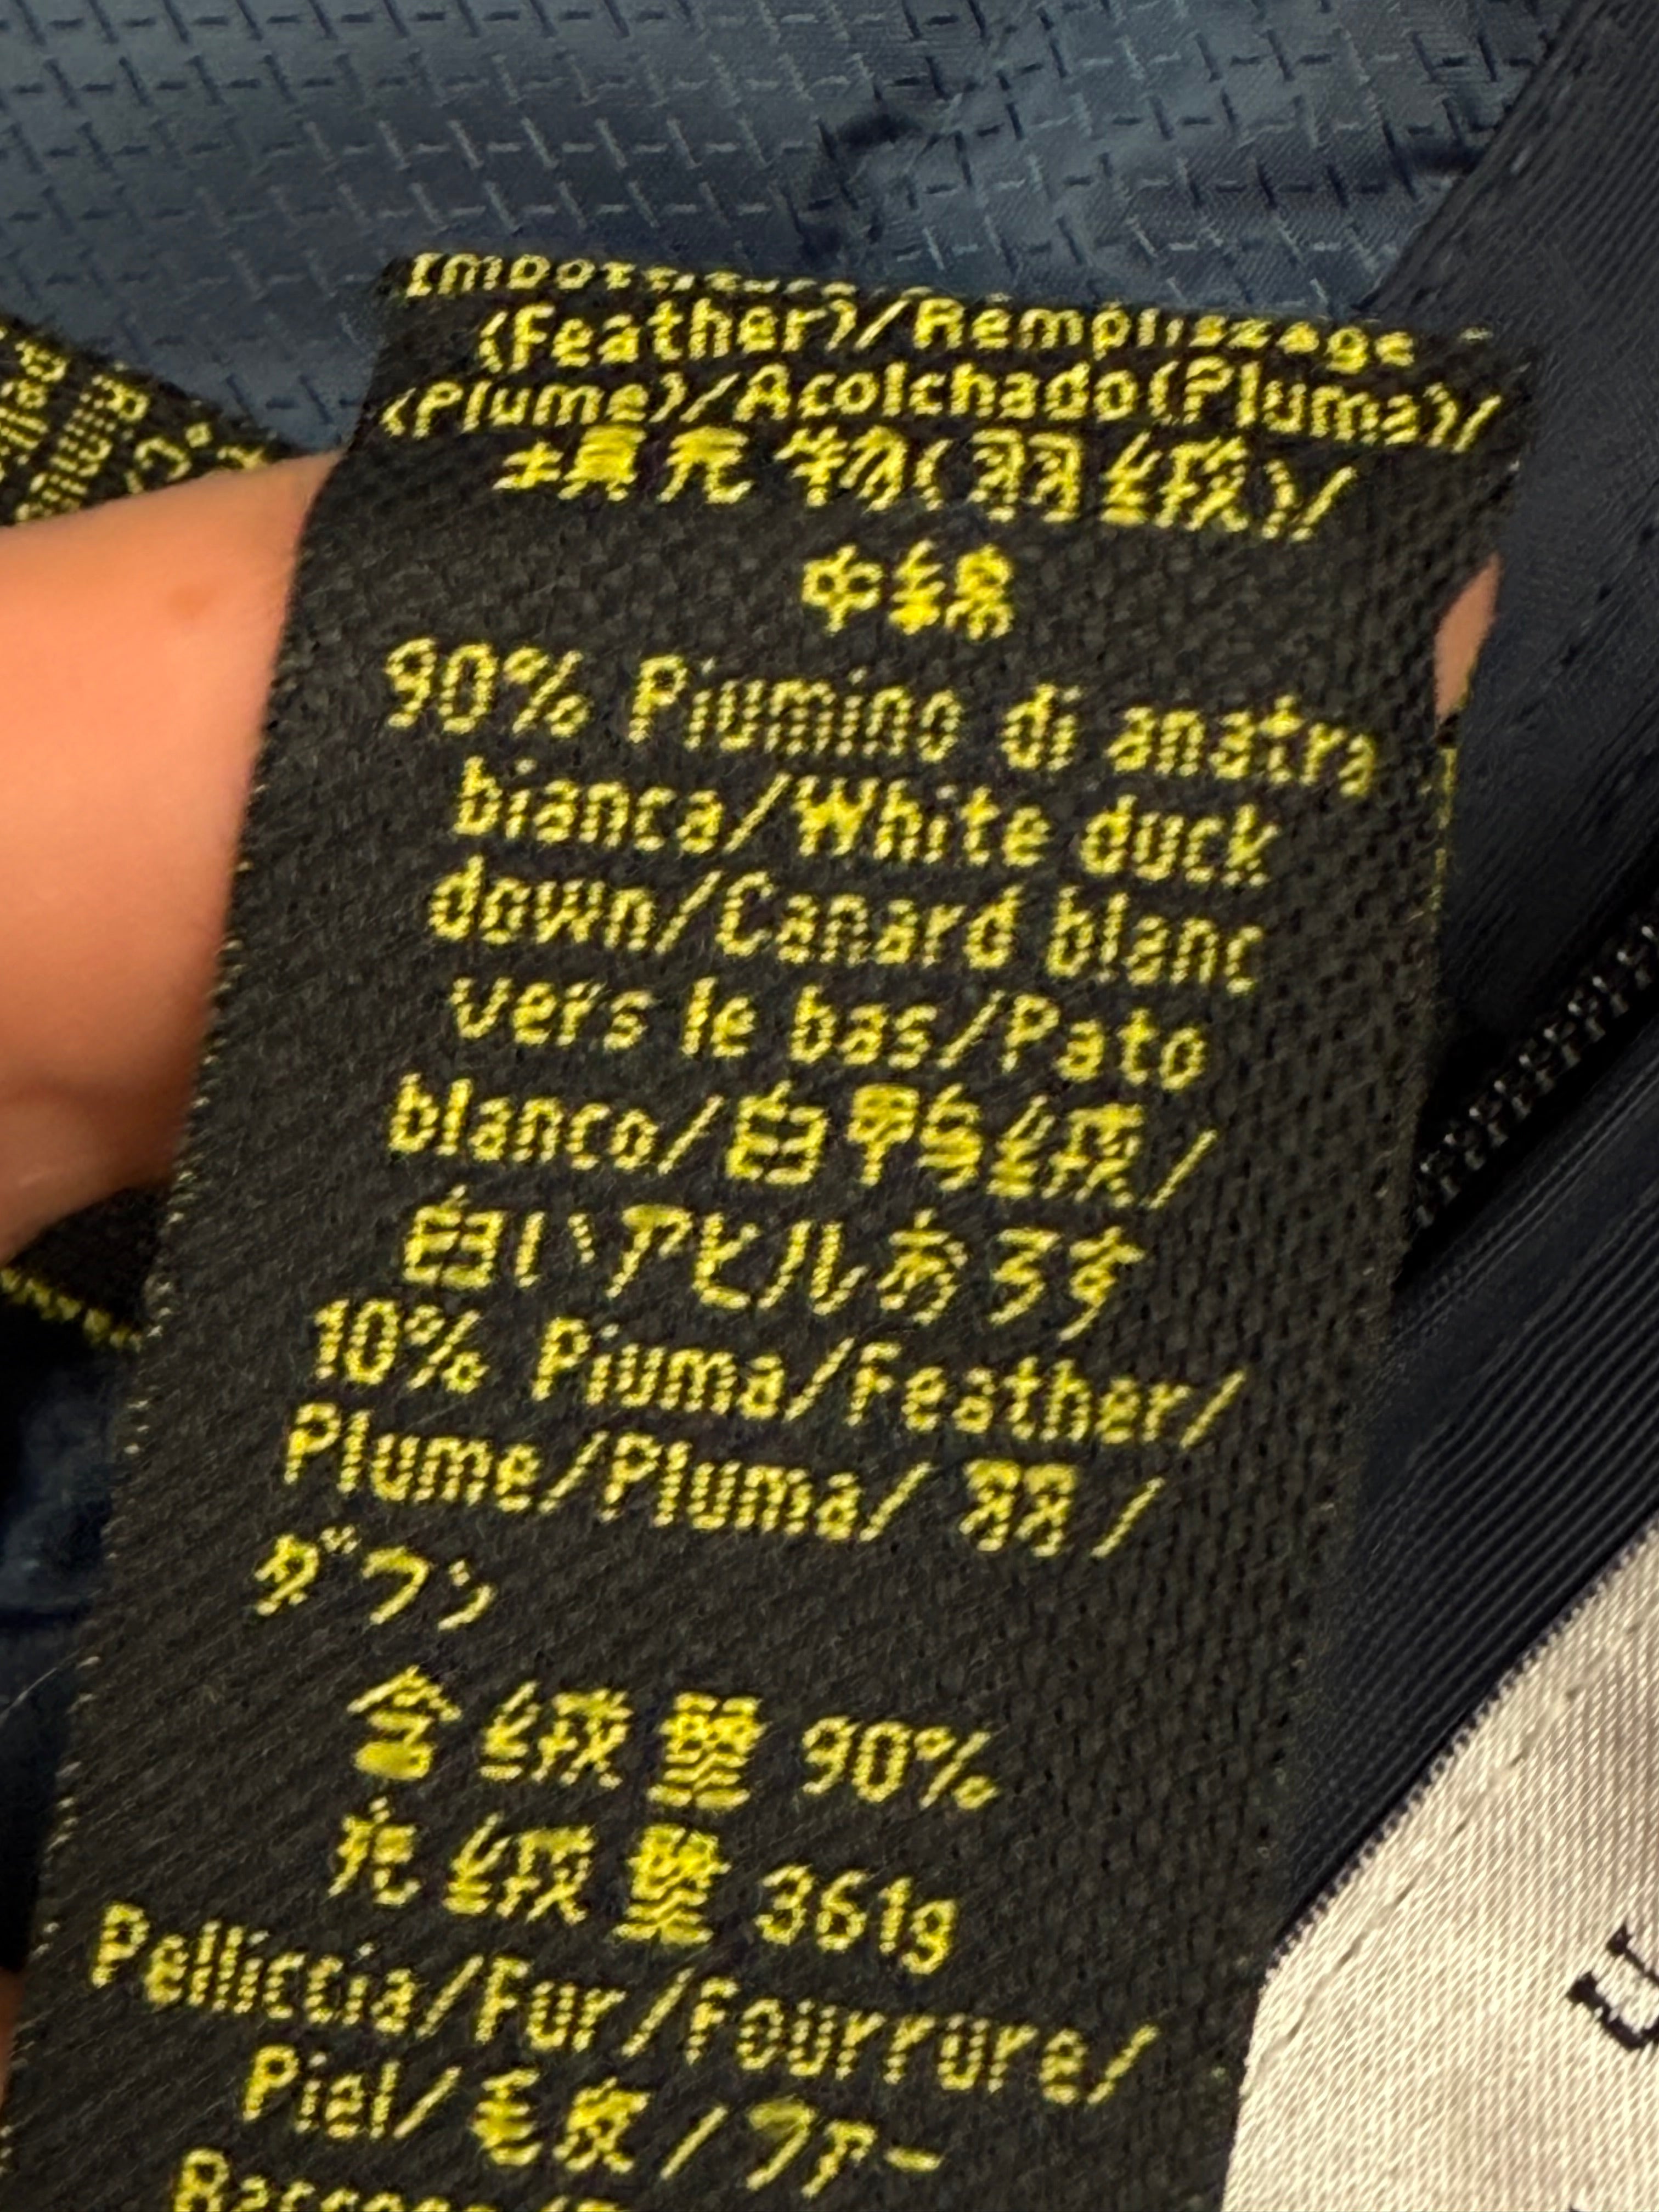 (Feather)/Remplissage
(Plume)/Acolchado(Pluma)/
填充物(羽绒)/
中綿
90% Piumino di anatra
bianca/White duck
down/Canard blanc
vers le bas/Pato
blanco/白鸭绒/
白いアヒルおろす
10% Piuma/Feather/
Plume/Pluma/ 羽 /
ダウン
含绒量 90%
充绒量 361g
Pelliccia/Fur/Fourrure/
Piel/毛皮/ファー